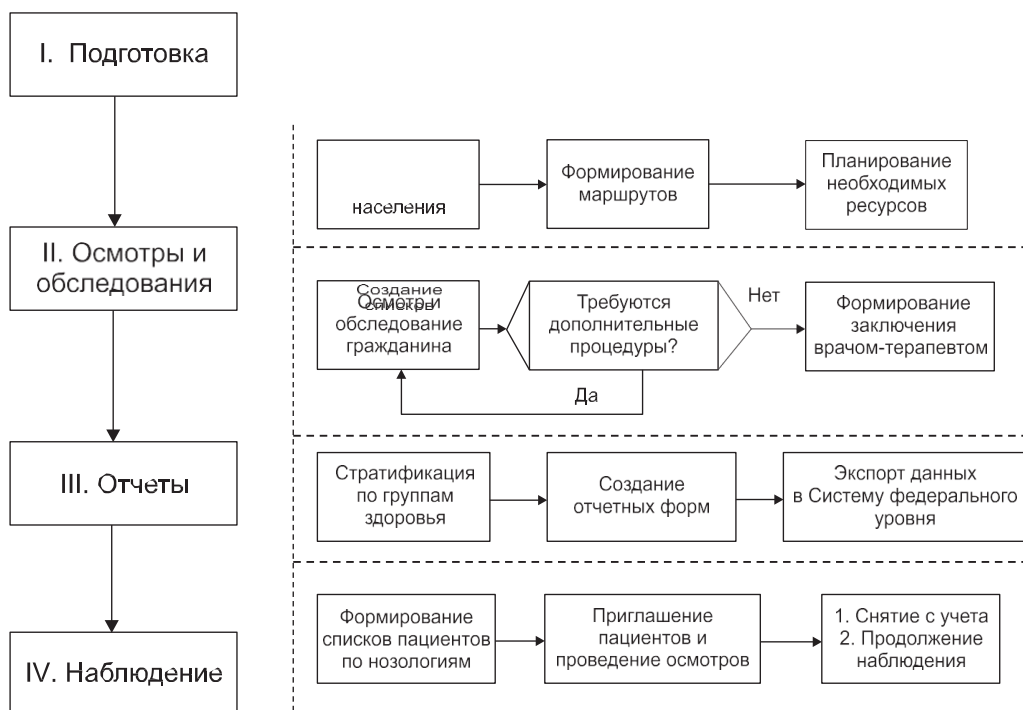 I. Подготовка
населения
Формирование
маршрутов
Планирование
необходимых
ресурсов
II. Осмотры и
обследования
Создание
списков
Осмотр и
обследование
гражданина
Требуются
дополнительные
процедуры?
Нет
Формирование
заключения
врачом-терапевтом
Да
III. Отчеты
Стратификация
по группам
здоровья
Создание
отчетных форм
Экспорт данных
в Систему федерального
уровня
IV. Наблюдение
Формирование
списков пациентов
по нозологиям
Приглашение
пациентов и
проведение осмотров
1. Снятие с учета
2. Продолжение
наблюдения